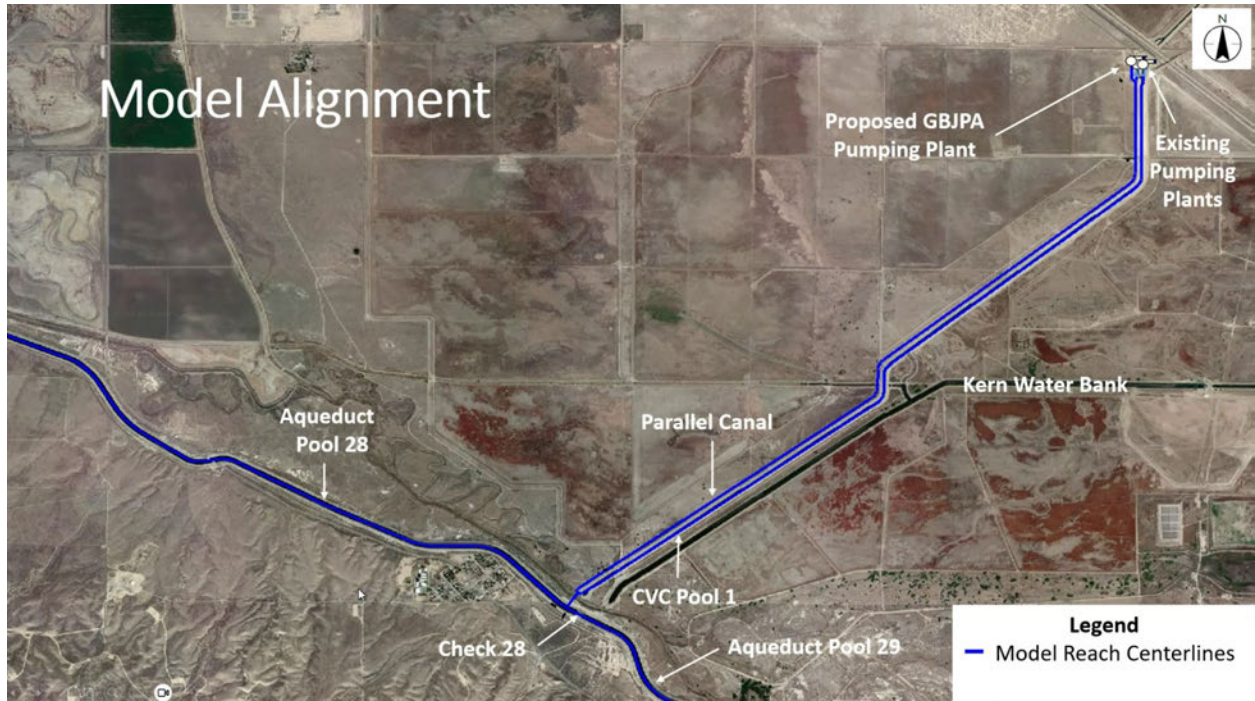 N
Model Alignment
Proposed GBJPA
Pumping Plant
Existing
Pumping
Plants
Kern Water Bank
Aqueduct
Pool 28
Parallel Canal
CVC Pool 1
Check 28
Aqueduct Pool 29
Legend
Model Reach Centerlines